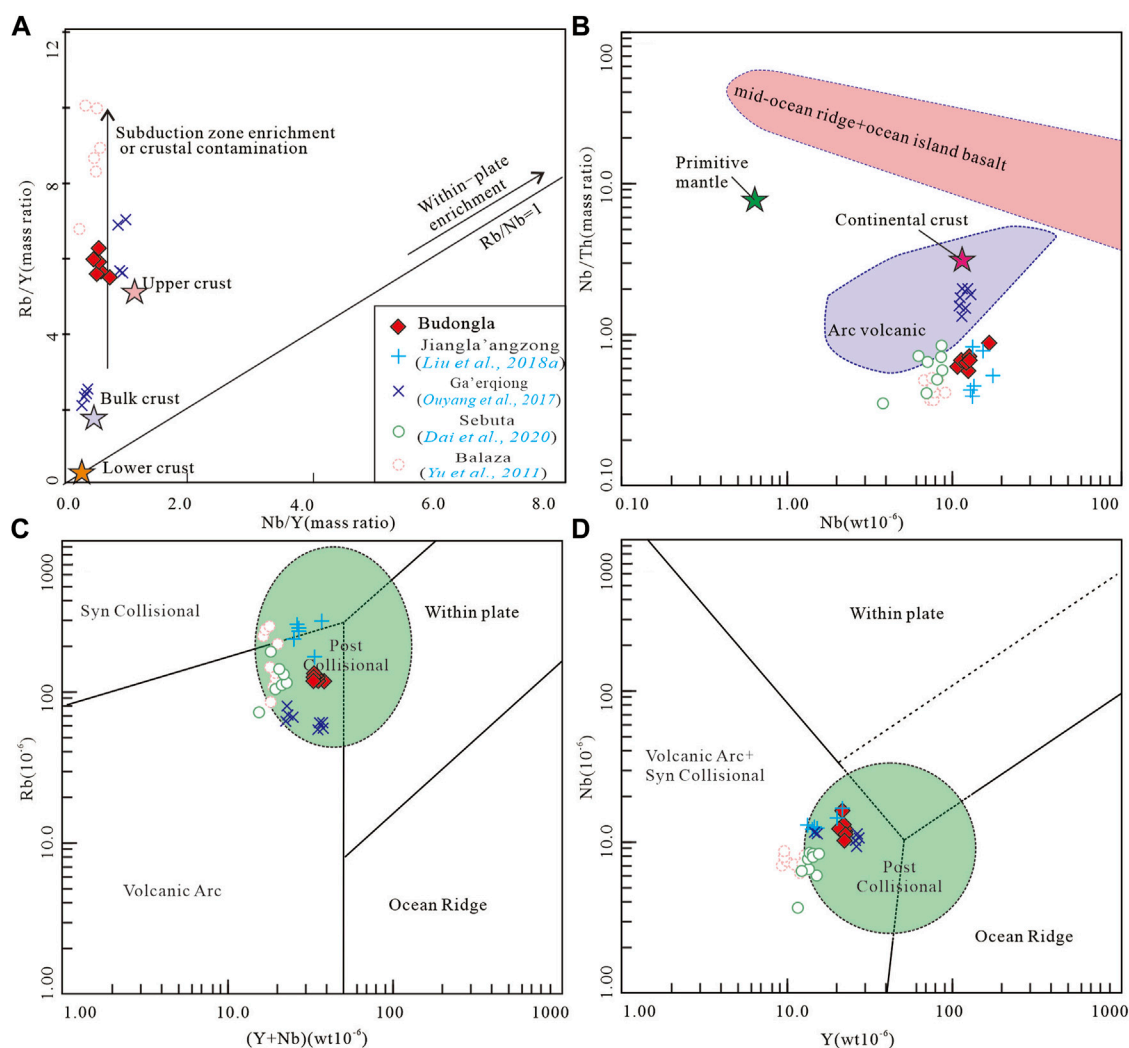 A
12
8
4
0
0.0
2.0
4.0
6.0
8.0
Rb/Y(mass ratio)
Nb/Y(mass ratio)
Subduction zone enrichment
or crustal contamination
Within-plate
enrichment
Rb/Nb=1
Upper crust
Bulk crust
Lower crust
Budongla
Jiangla'angzong
(Liu et al., 2018a)
Ga'erqiong
(Ouyang et al., 2017)
Sebuta
(Dai et al., 2020)
Balaza
(Yu et al., 2011)
B
100
10.0
1.00
0.10
0.10
1.00
10.0
100
Nb/Th(mass ratio)
Nb(wt10-6)
mid-ocean ridge+ocean island basalt
Primitive
mantle
Continental crust
Arc volcanic
C
1000
100
10.0
1.00
1.00
10.0
100
1000
Rb(10-6)
(Y+Nb)(wt10-6)
Syn Collisional
Within plate
Post
Collisional
Volcanic Arc
Ocean Ridge
D
1000
100
10.0
1.00
1.00
10.0
100
1000
Nb(10-6)
Y(wt10-6)
Within plate
Volcanic Arc+
Syn Collisional
Post
Collisional
Ocean Ridge